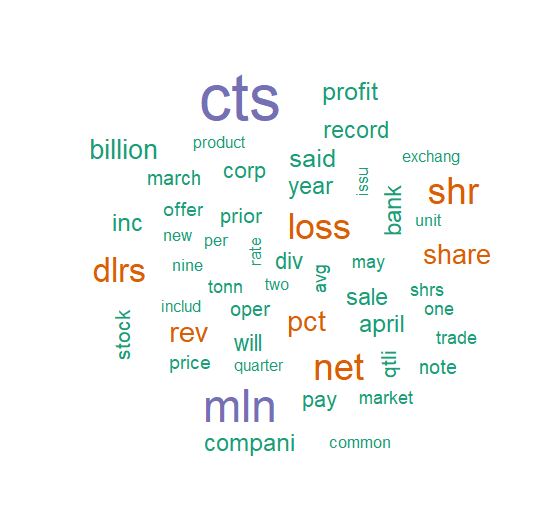 cts
profit
record
billion
product
said
exchang
march
corp
year
issu
shr
bank
inc
offer
prior
loss
unit
new
per
rate
share
dlrs
nine
div
may
tonn
two
avg
sale
shrs
includ
oper
one
stock
rev
pct
april
will
trade
price
quarter
net
qtli
note
mln
pay
market
compani
common